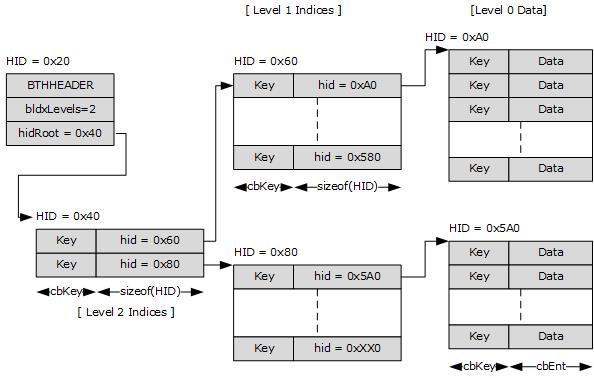 [ Level 1 Indices ]
[Level 0 Data]
HID = 0x20
BTHHEADER
bIdxLevels=2
hidRoot = 0x40
HID = 0x40
Key hid = 0x60
Key hid = 0x80
cbKey sizeof(HID)
[ Level 2 Indices ]
HID = 0x60
Key hid = 0xA0
Key hid = 0x580
cbKey sizeof(HID)
HID = 0x80
Key hid = 0x5A0
Key hid = 0xXX0
HID = 0xA0
Key Data
Key Data
Key Data
Key Data
HID = 0x5A0
Key Data
Key Data
Key Data
cbKey cbEnt